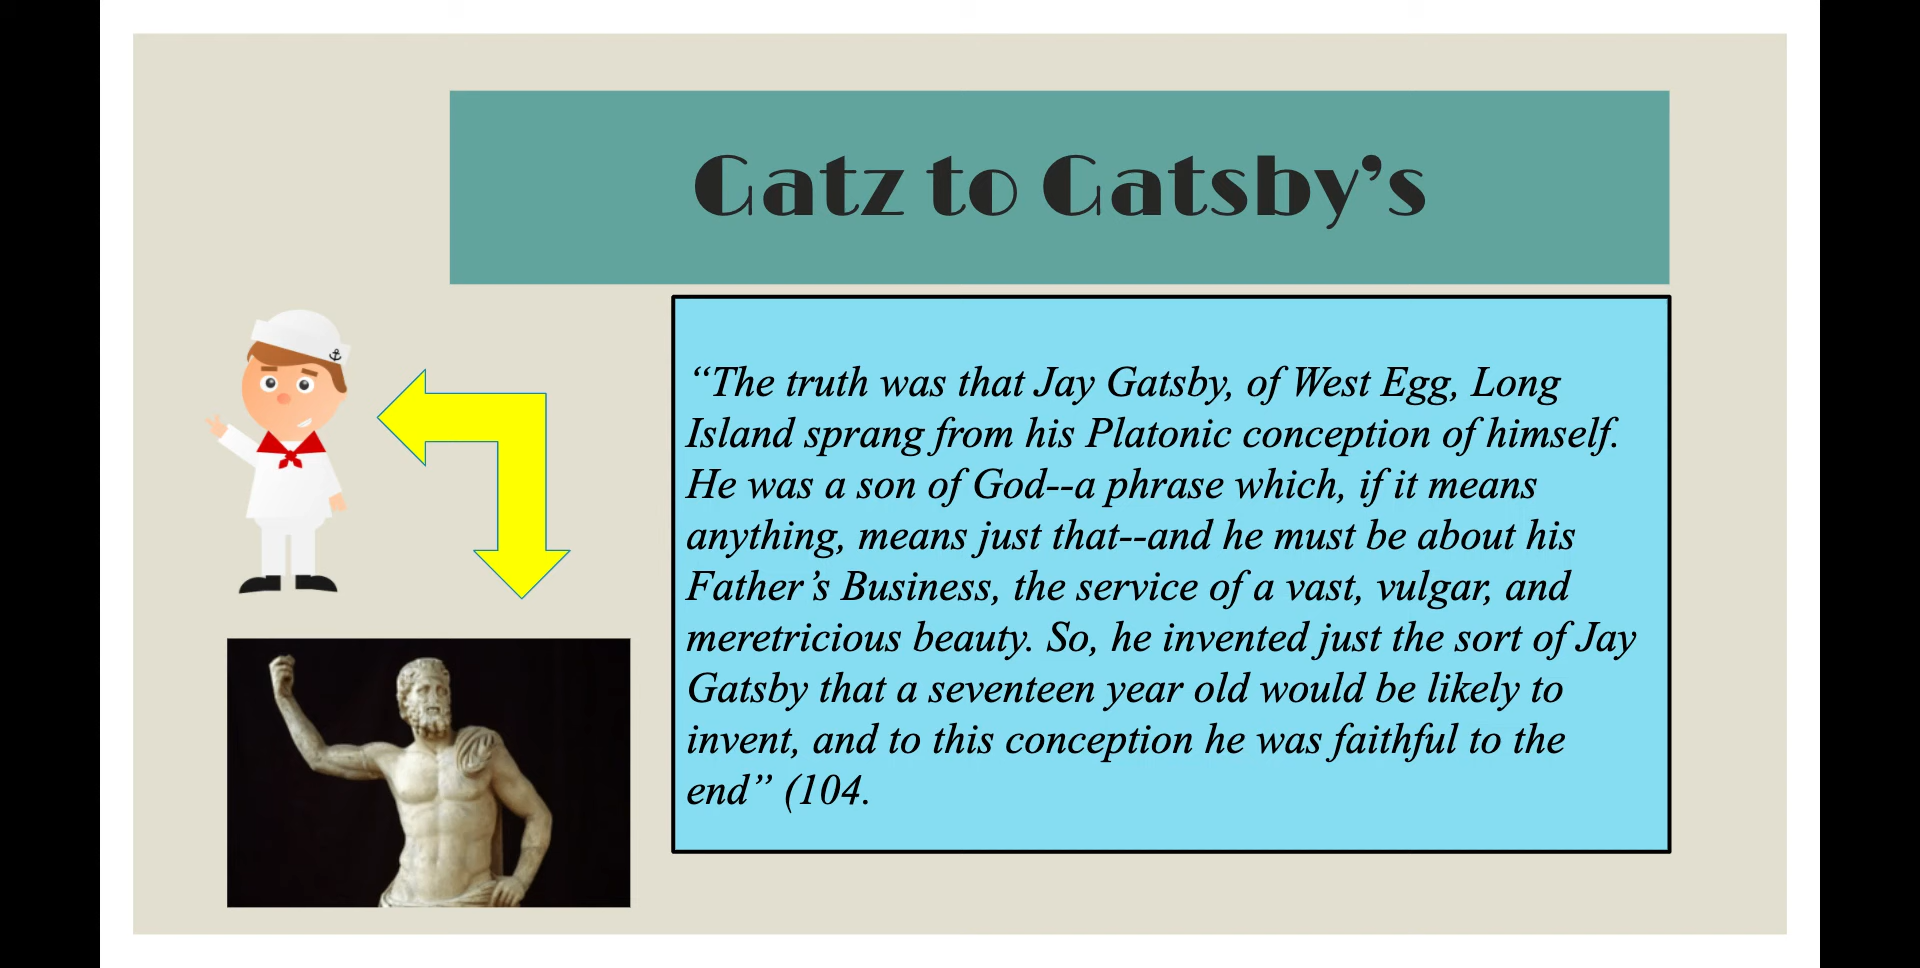 Gatz to Gatsby’s
“The truth was that Jay Gatsby, of West Egg, Long
Island sprang from his Platonic conception of himself.
He was a son of God--a phrase which, if it means
anything, means just that--and he must be about his
Father’s Business, the service of a vast, vulgar, and
meretricious beauty. So, he invented just the sort of Jay
Gatsby that a seventeen year old would be likely to
invent, and to this conception he was faithful to the
end” (104.